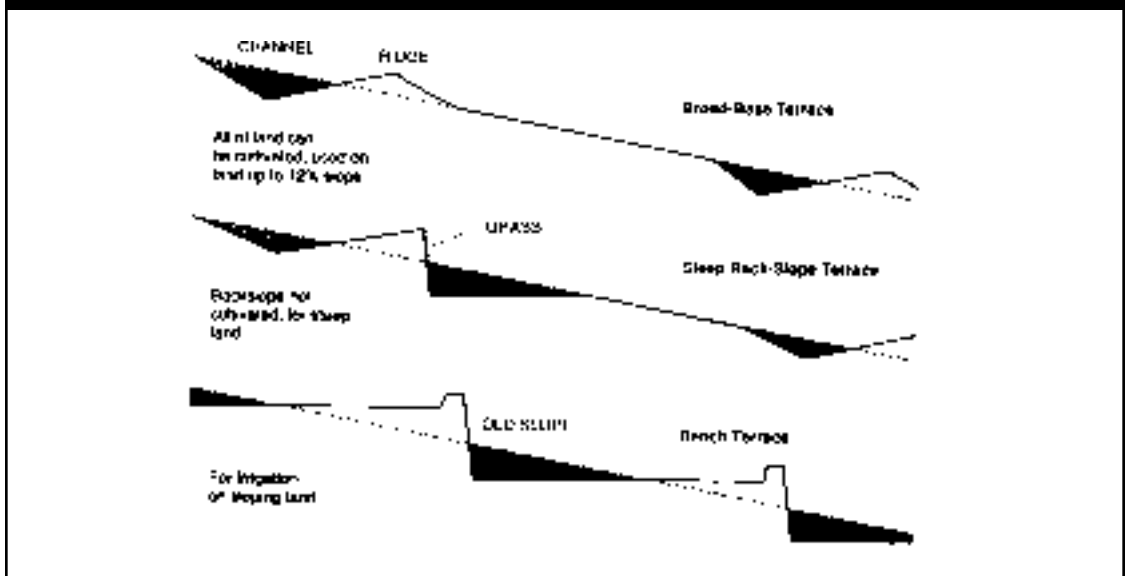 CHANNEL
RIDGE
Broad-Base Terrace
All of land can
be cultivated, used on
land up to 12% slope
GRASS
Steep Back-Slope Terrace
Backslope not
cultivated, for steep
land
OLD SLOPE
Bench Terrace
For irrigation
on sloping land